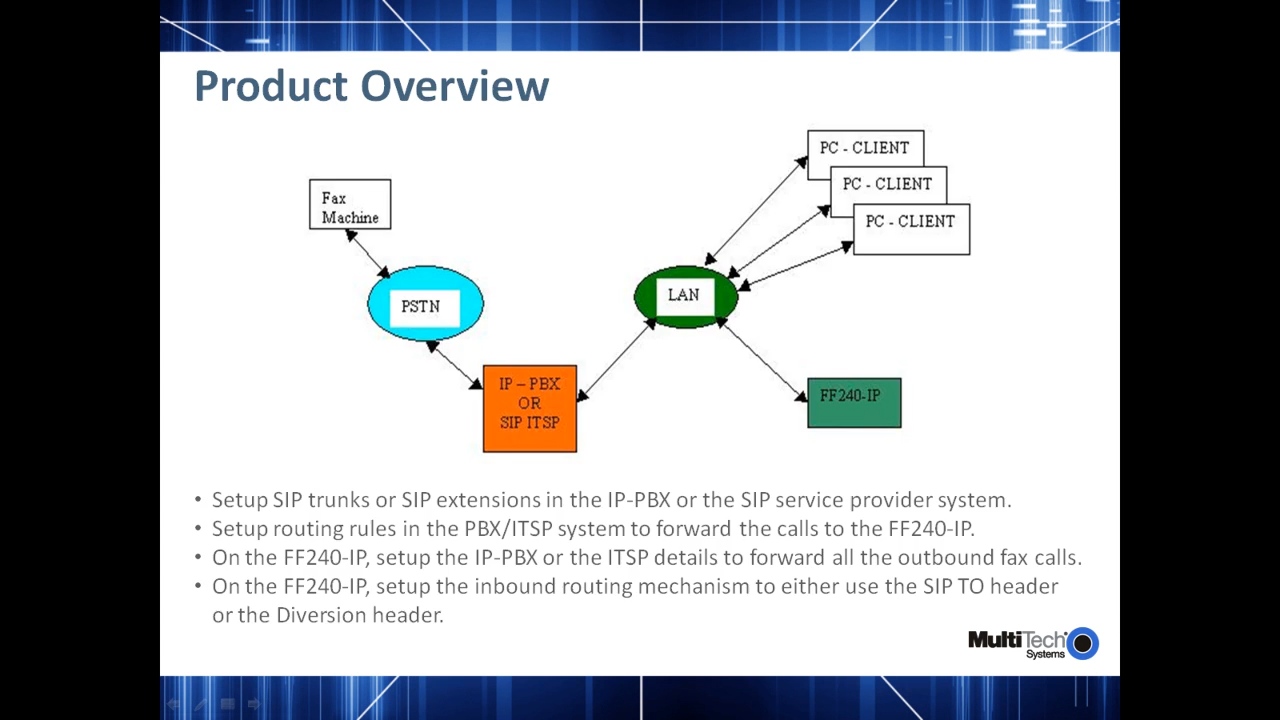 Product Overview
PC - CLIENT
PC - CLIENT
PC - CLIENT
Fax
Machine
PSTN
LAN
IP – PBX
OR
SIP ITSP
FF240-IP
• Setup SIP trunks or SIP extensions in the IP-PBX or the SIP service provider system.
• Setup routing rules in the PBX/ITSP system to forward the calls to the FF240-IP.
• On the FF240-IP, setup the IP-PBX or the ITSP details to forward all the outbound fax calls.
• On the FF240-IP, setup the inbound routing mechanism to either use the SIP TO header
or the Diversion header.
MultiTech
Systems